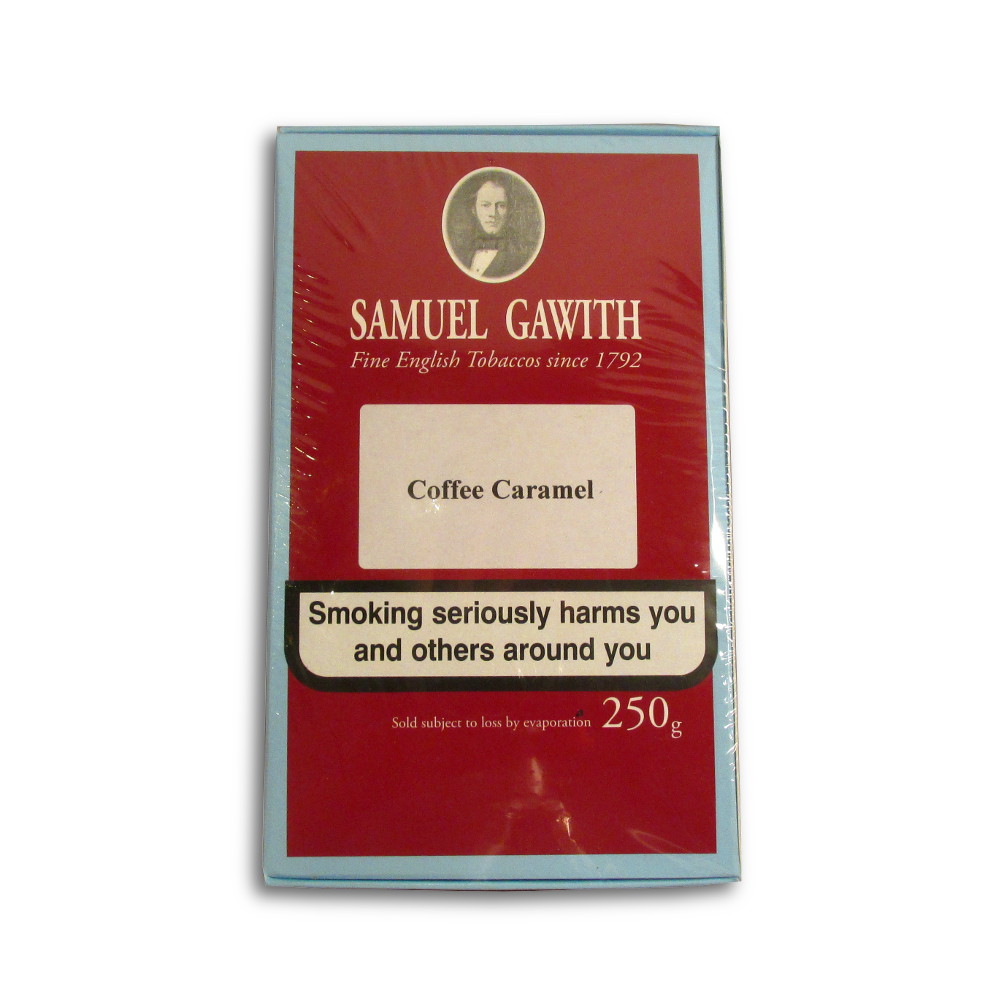 SAMUEL GAWITH
Fine English Tobaccos since 1792
Coffee Caramel
Smoking seriously harms you
and others around you
Sold subject to loss by evaporation 250g